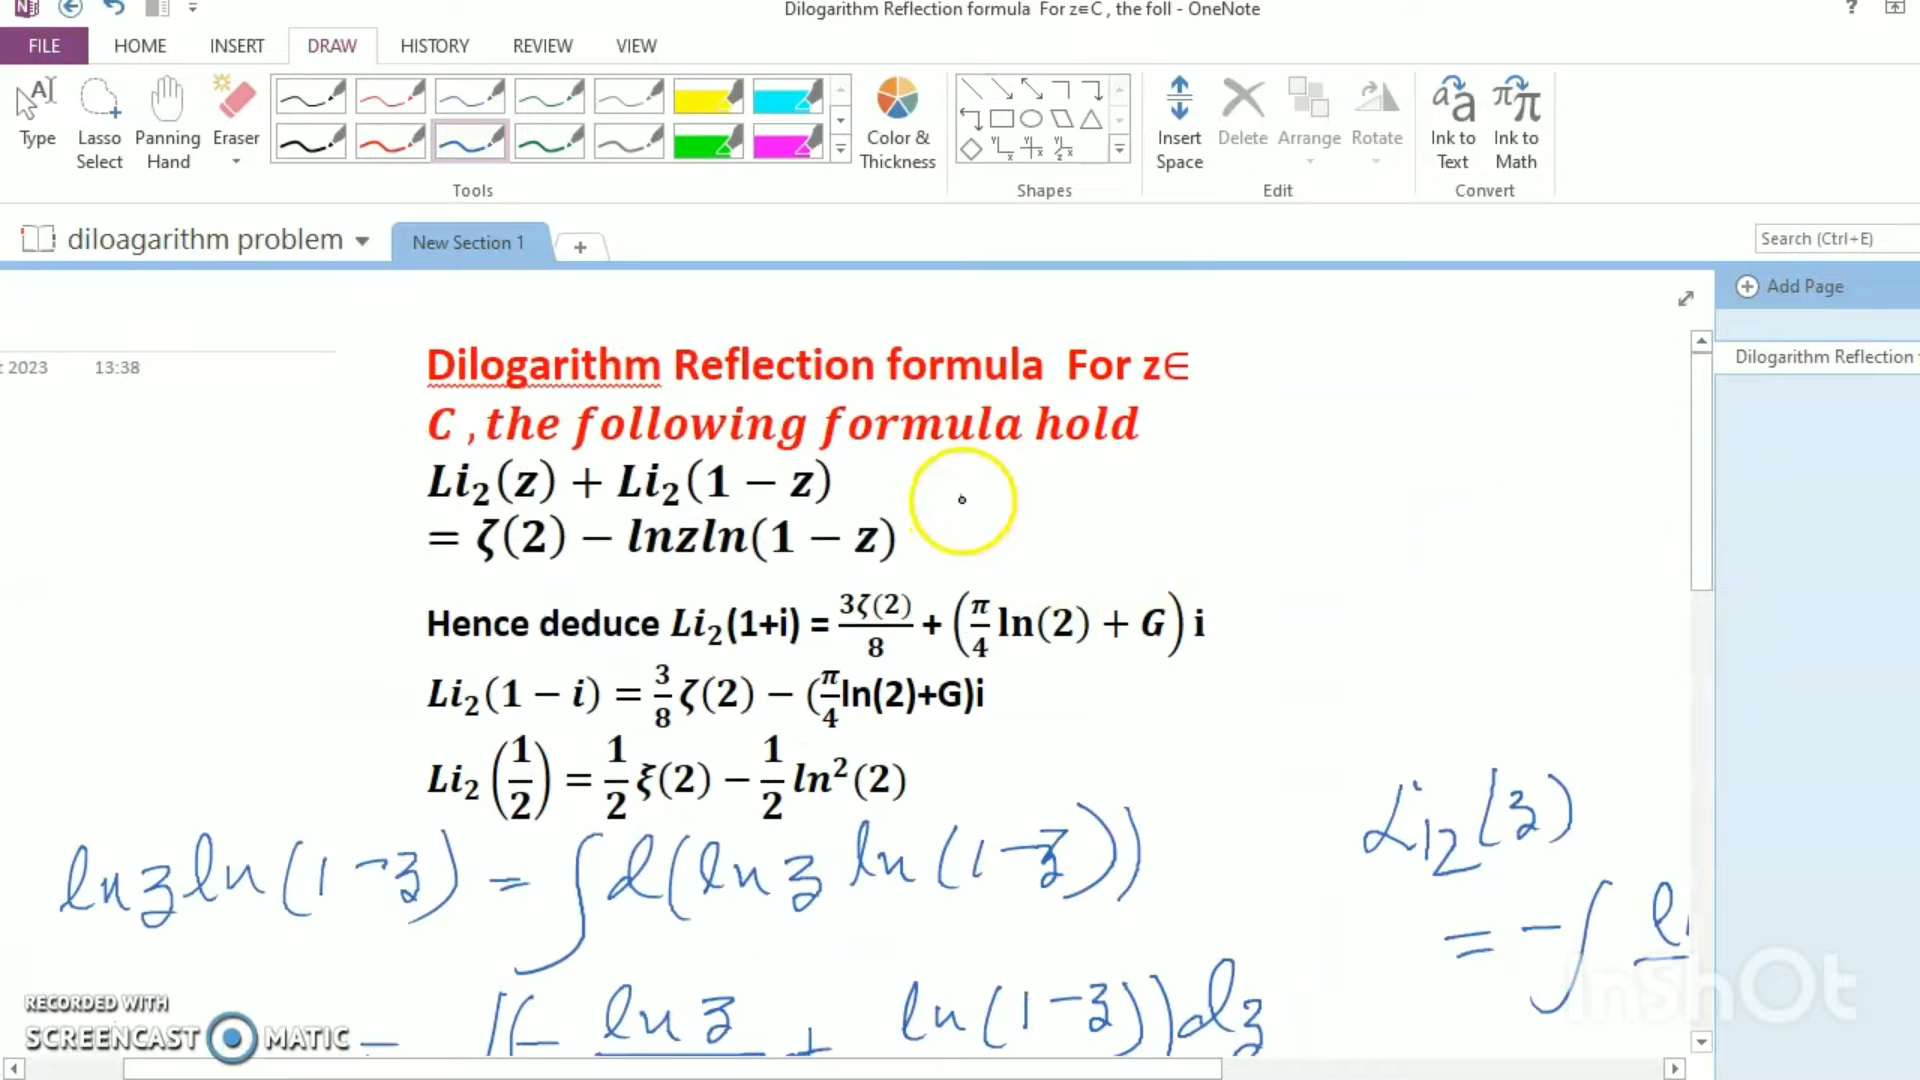 Dilogarithm Reflection formula For z∈C , the foll - OneNote
?
FILE HOME INSERT DRAW HISTORY REVIEW VIEW
Type
Lasso Select
Panning Hand
Eraser
Color & Thickness
Insert Space
Delete
Arrange
Rotate
Ink to Text
Ink to Math
Tools
Shapes
Edit
Convert
diloagarithm problem
New Section 1
+
Search (Ctrl+E)
Add Page
Dilogarithm Reflection
2023 13:38
Dilogarithm Reflection formula For z∈
C , the following formula hold
Li₂(z) + Li₂(1 − z)
= ζ(2) − lnzln(1 − z)
Hence deduce Li₂(1+i) = 3ζ(2)/8 + (π/4 ln(2) + G) i
Li₂(1 − i) = 3/8 ζ(2) − (π/4 ln(2)+G)i
Li₂(1/2) = 1/2 ξ(2) − 1/2 ln²(2)
ln z ln(1−z) = ∫ d(ln z ln(1−z))
Li₂(z)
= −∫
ln z + ln(1−z)) dz
RECORDED WITH
SCREENCAST MATIC
InShOt